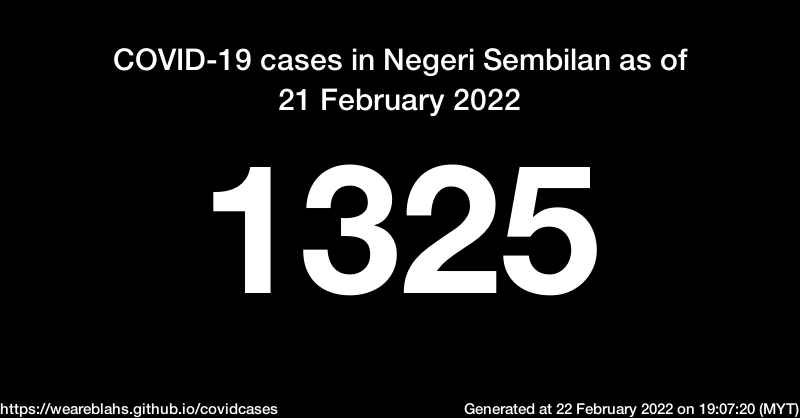 COVID-19 cases in Negeri Sembilan as of
21 February 2022
1325
https://weareblahs.github.io/covidcases
Generated at 22 February 2022 on 19:07:20 (MYT)